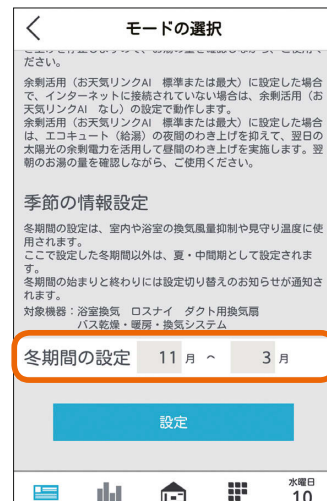 モードの選択
ださい。
余剰活用（お天気リンクAI 標準または最大）に設定した場合
で、インターネットに接続されていない場合は、余剰活用（お
天気リンクAI なし）の設定で動作します。
余剰活用（お天気リンクAI 標準または最大）に設定した場合
は、エコキュート（給湯）の夜間のわき上げを抑えて、翌日の
太陽光の余剰電力を活用して昼間のわき上げを実施します。翌
朝のお湯の量を確認しながら、ご使用ください。
季節の情報設定
冬期間の設定は、室内や浴室の換気風量抑制や見守り温度に使
用されます。
ここで設定した冬期間以外は、夏・中間期として設定されま
す。
冬期間の始まりと終わりには設定切り替えのお知らせが通知さ
れます。
対象機器：浴室換気 ロスナイ ダクト用換気扇
バス乾燥・暖房・換気システム
冬期間の設定 11 月 ～ 3 月
設定
水曜日
10